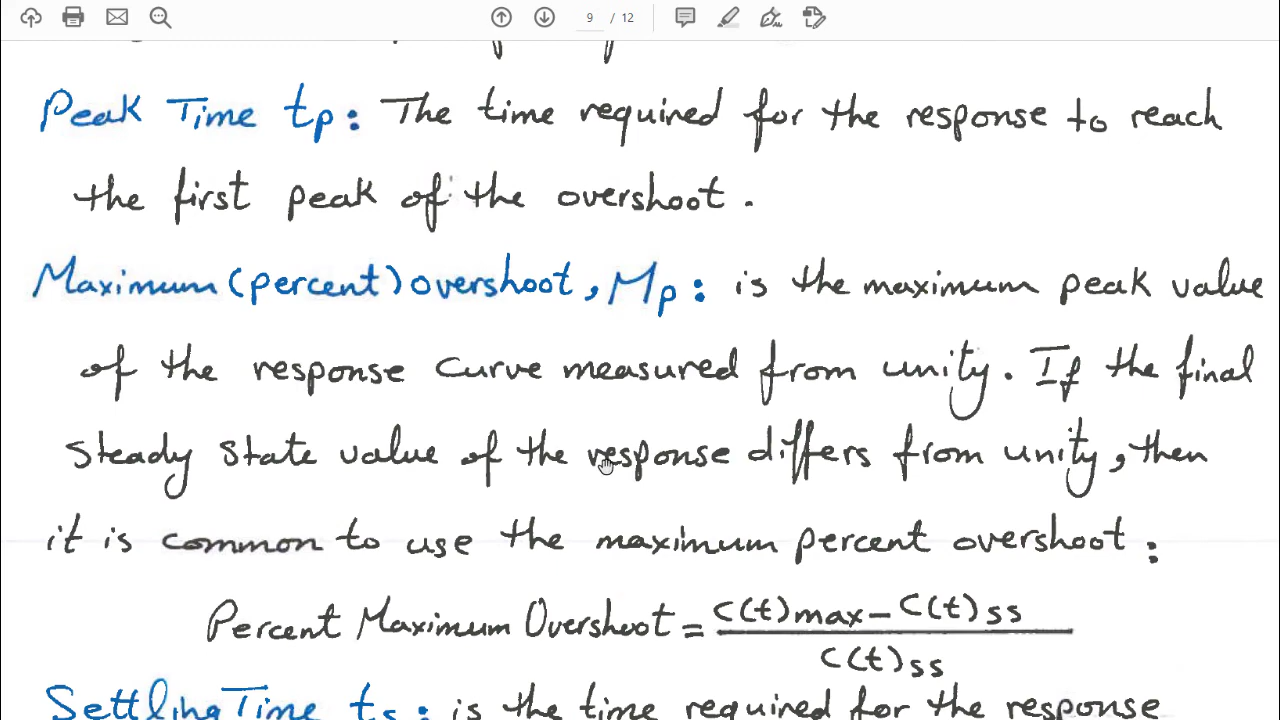 9 / 12
Peak Time tp: The time required for the response to reach
the first peak of the overshoot.
Maximum (percent) overshoot, Mp: is the maximum peak value
of the response curve measured from unity. If the final
steady state value of the response differs from unity, then
it is common to use the maximum percent overshoot:
Percent Maximum Overshoot = C(t)max - C(t)ss
C(t)ss
Settling Time ts: is the time required for the response